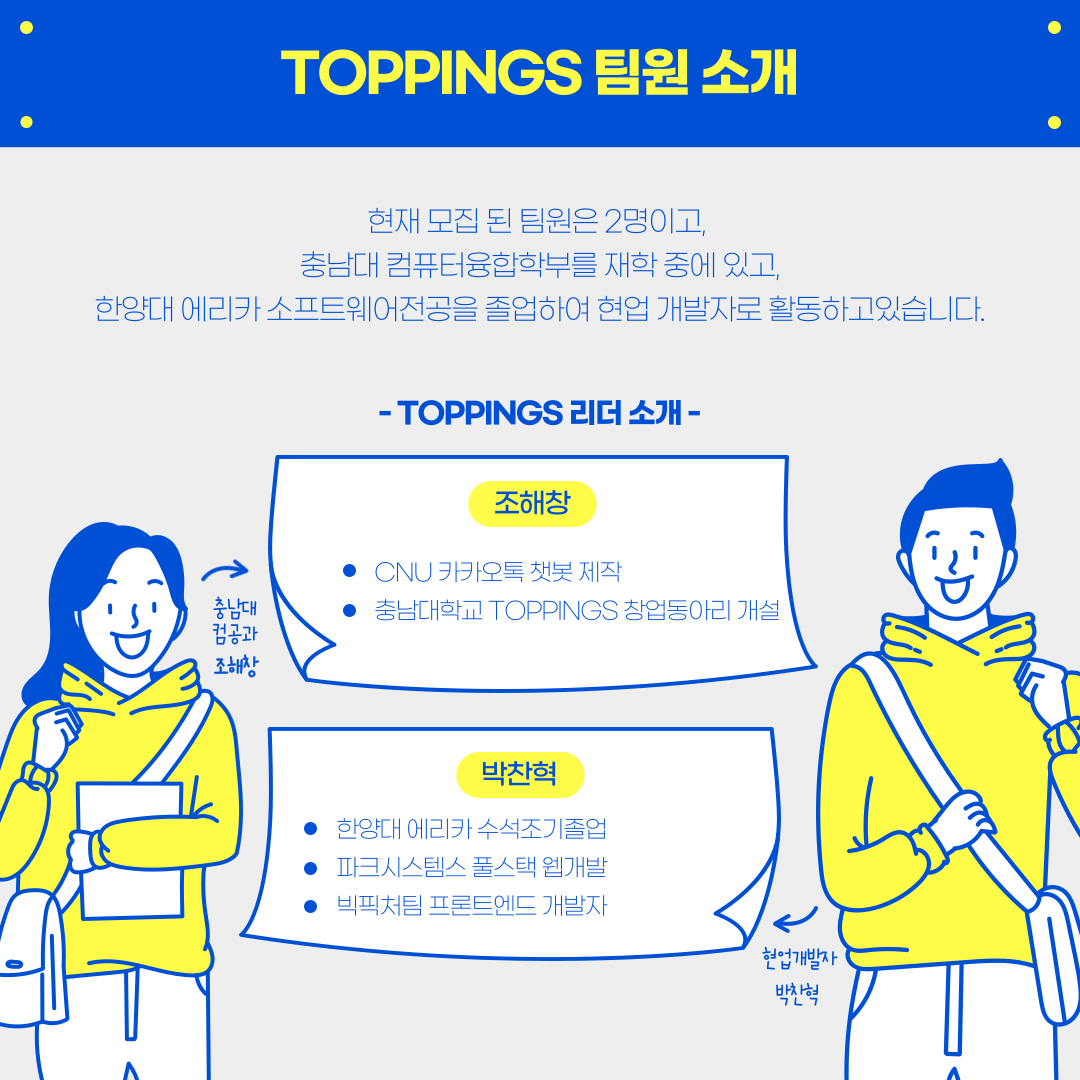 TOPPINGS 팀원 소개
현재 모집 된 팀원은 2명이고,
충남대 컴퓨터융합학부를 재학 중에 있고,
한양대 에리카 소프트웨어전공을 졸업하여 현업 개발자로 활동하고있습니다.
- TOPPINGS 리더 소개 -
조해창
CNU 카카오톡 챗봇 제작
충남대학교 TOPPINGS 창업동아리 개설
충남대
컴공과
조해창
박찬혁
한양대 에리카 수석조기졸업
파크시스템스 풀스택 웹개발
빅픽처팀 프론트엔드 개발자
현업개발자
박찬혁